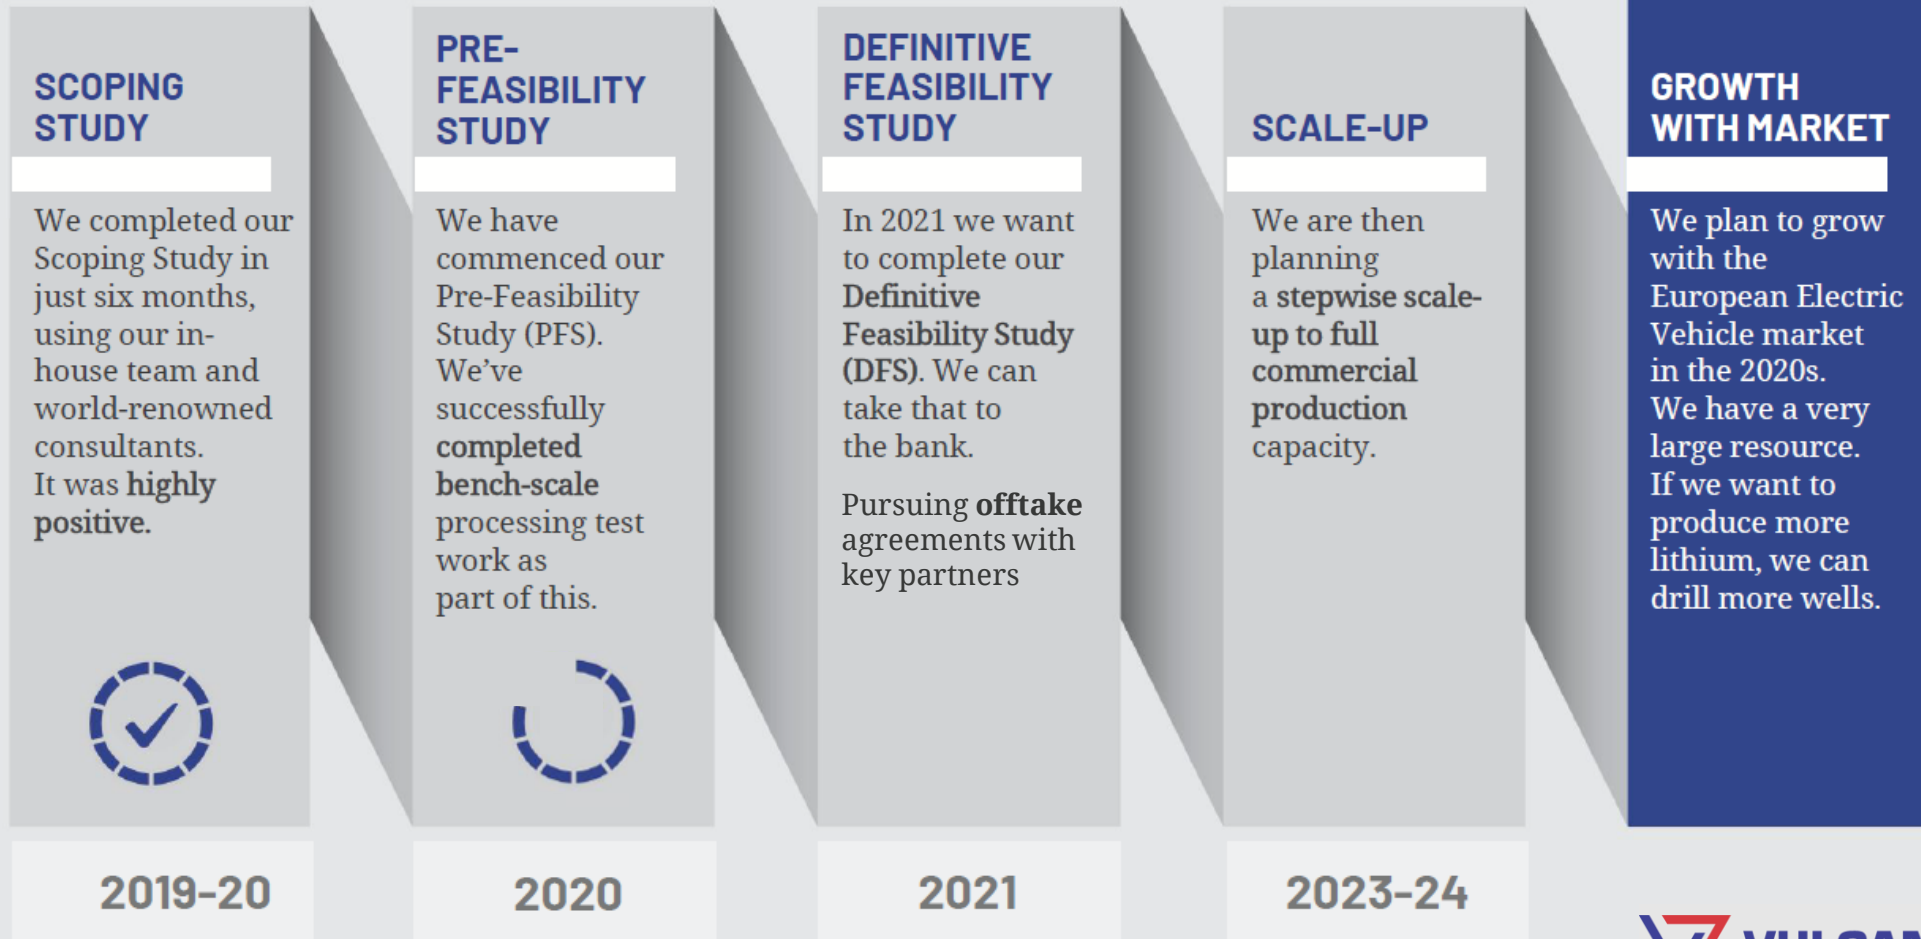 SCOPING
STUDY
We completed our
Scoping Study in
just six months,
using our in-
house team and
world-renowned
consultants.
It was highly
positive.
2019-20
PRE-
FEASIBILITY
STUDY
We have
commenced our
Pre-Feasibility
Study (PFS).
We’ve
successfully
completed
bench-scale
processing test
work as
part of this.
2020
DEFINITIVE
FEASIBILITY
STUDY
In 2021 we want
to complete our
Definitive
Feasibility Study
(DFS). We can
take that to
the bank.
Pursuing offtake
agreements with
key partners
2021
SCALE-UP
We are then
planning
a stepwise scale-
up to full
commercial
production
capacity.
2023-24
GROWTH
WITH MARKET
We plan to grow
with the
European Electric
Vehicle market
in the 2020s.
We have a very
large resource.
If we want to
produce more
lithium, we can
drill more wells.